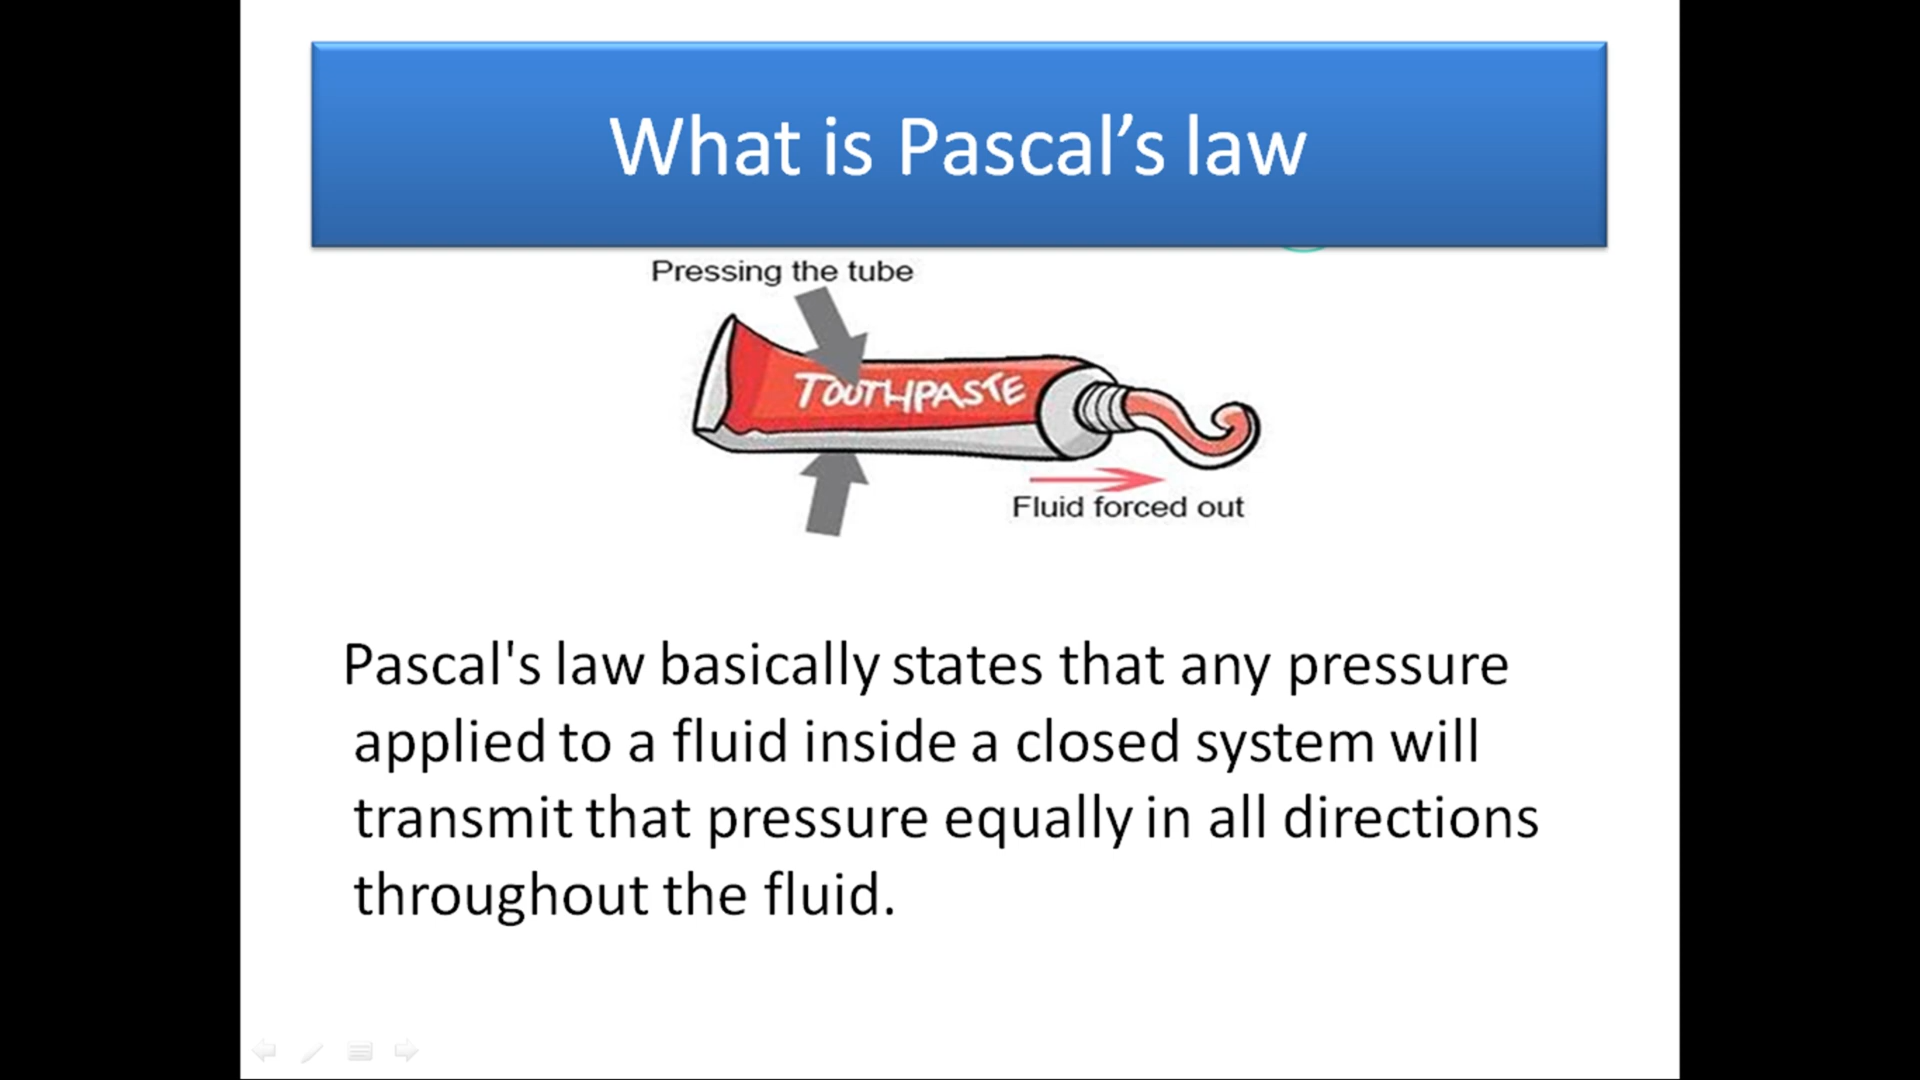 What is Pascal’s law
Pressing the tube
TOOTHPASTE
Fluid forced out
Pascal's law basically states that any pressure
applied to a fluid inside a closed system will
transmit that pressure equally in all directions
throughout the fluid.